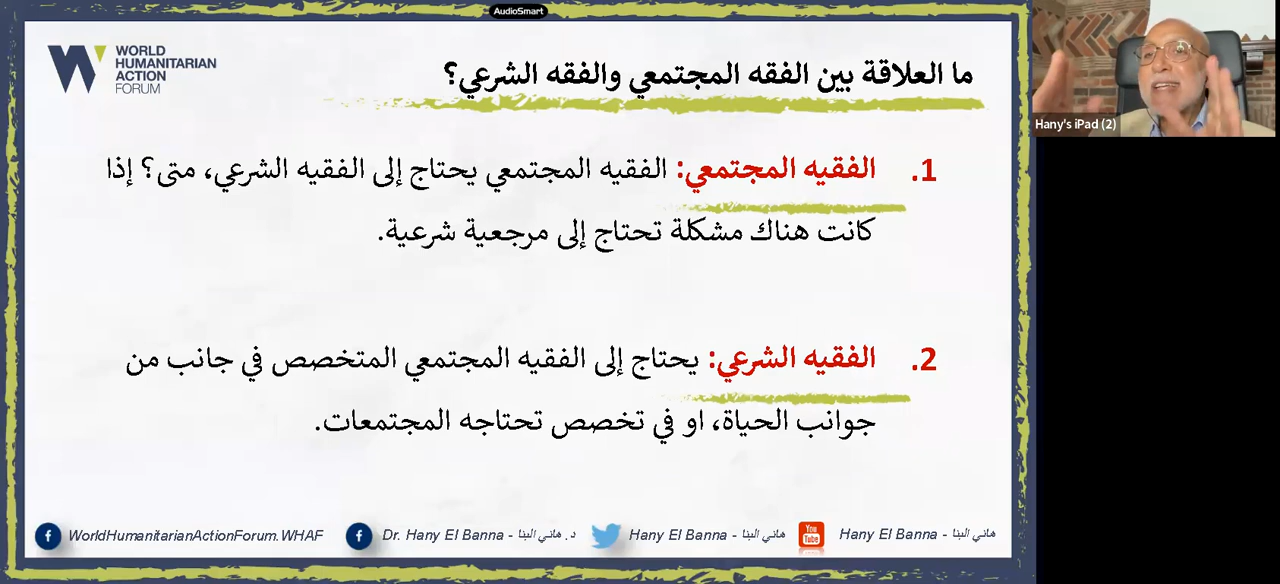 AudioSmart
WORLD
HUMANITARIAN
ACTION
FORUM
ما العلاقة بين الفقه المجتمعي والفقه الشرعي؟
Hany's iPad (2)
1. الفقيه المجتمعي: الفقيه المجتمعي يحتاج إلى الفقيه الشرعي، متى؟ إذا
كانت هناك مشكلة تحتاج إلى مرجعية شرعية.
2. الفقيه الشرعي: يحتاج إلى الفقيه المجتمعي المتخصص في جانب من
جوانب الحياة، او في تخصص تحتاجه المجتمعات.
WorldHumanitarianActionForum.WHAF
Dr. Hany El Banna - د. هاني البنا
Hany El Banna - هاني البنا
You Tube
Hany El Banna - هاني البنا